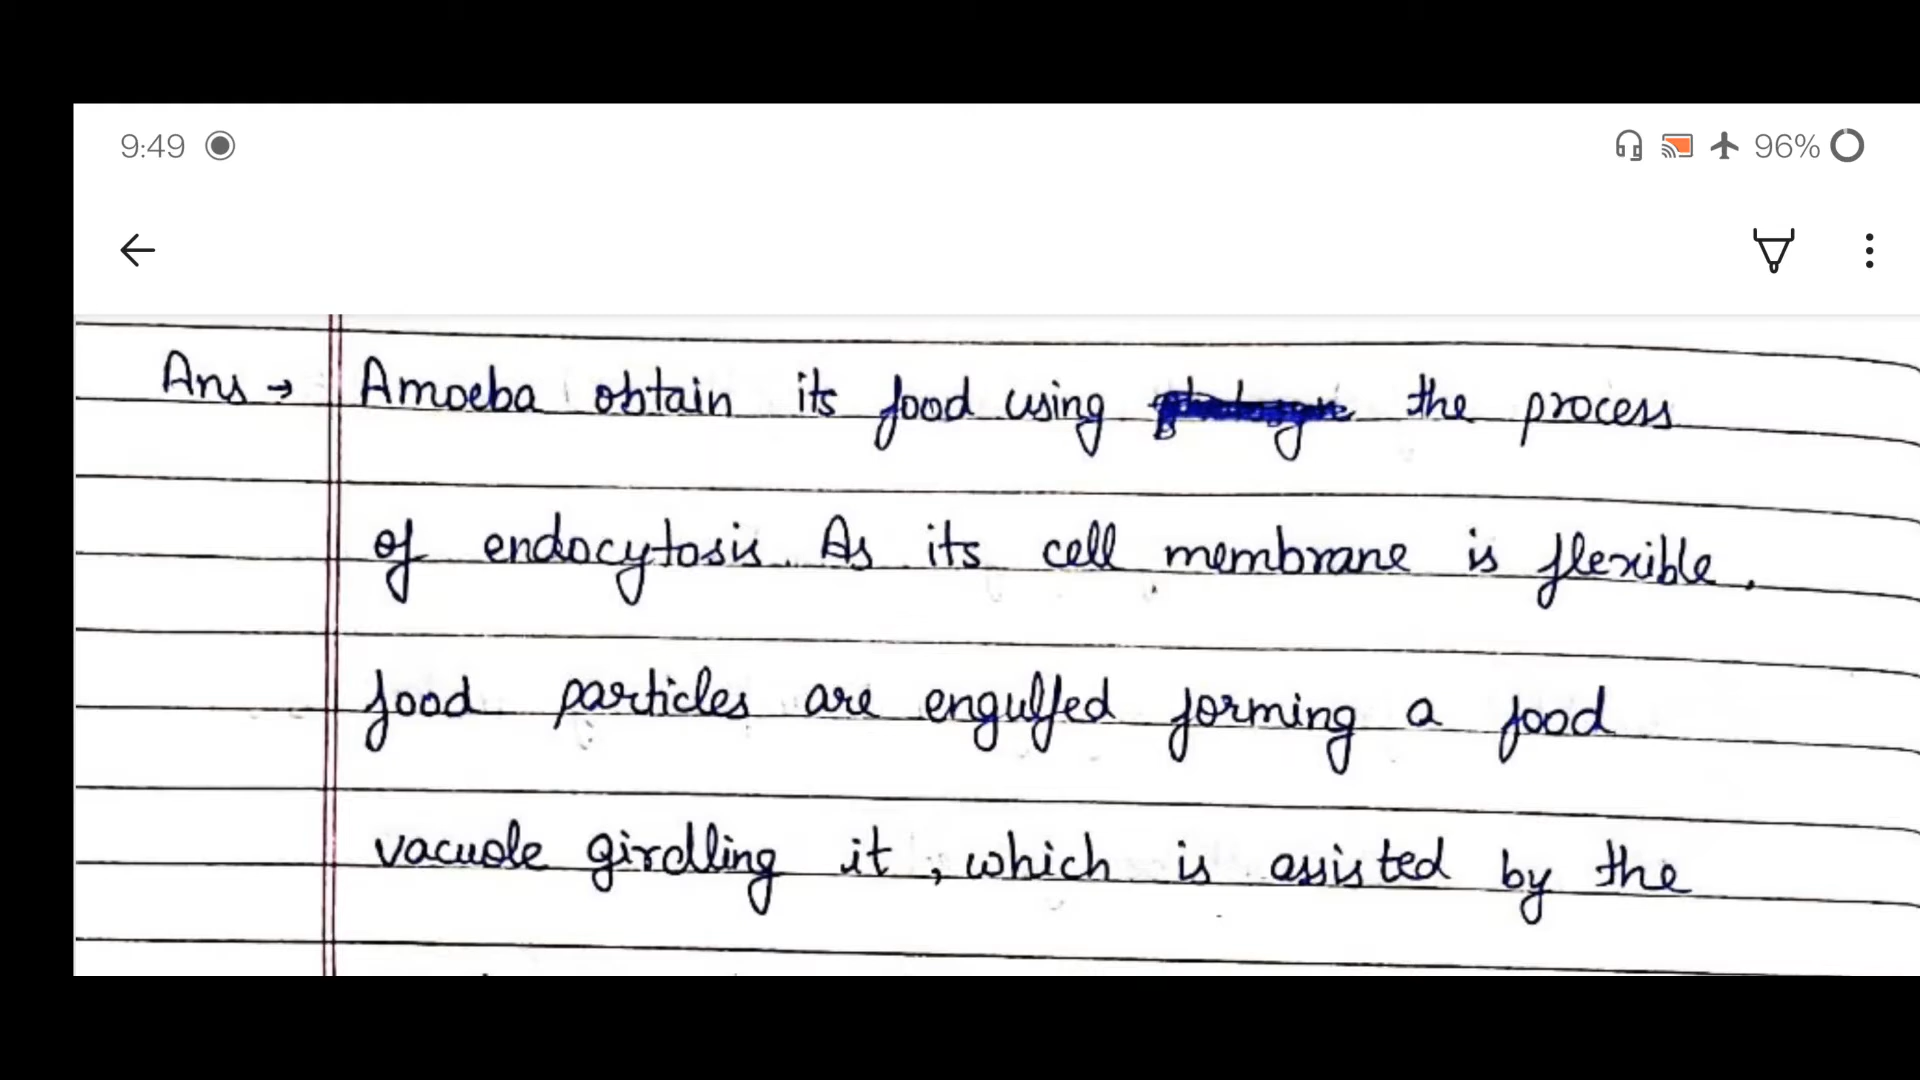 9:49 96%
Ans → Amoeba obtain its food using the process
of endocytosis. As its cell membrane is flexible,
food particles are engulfed forming a food
vacuole girdling it, which is assisted by the